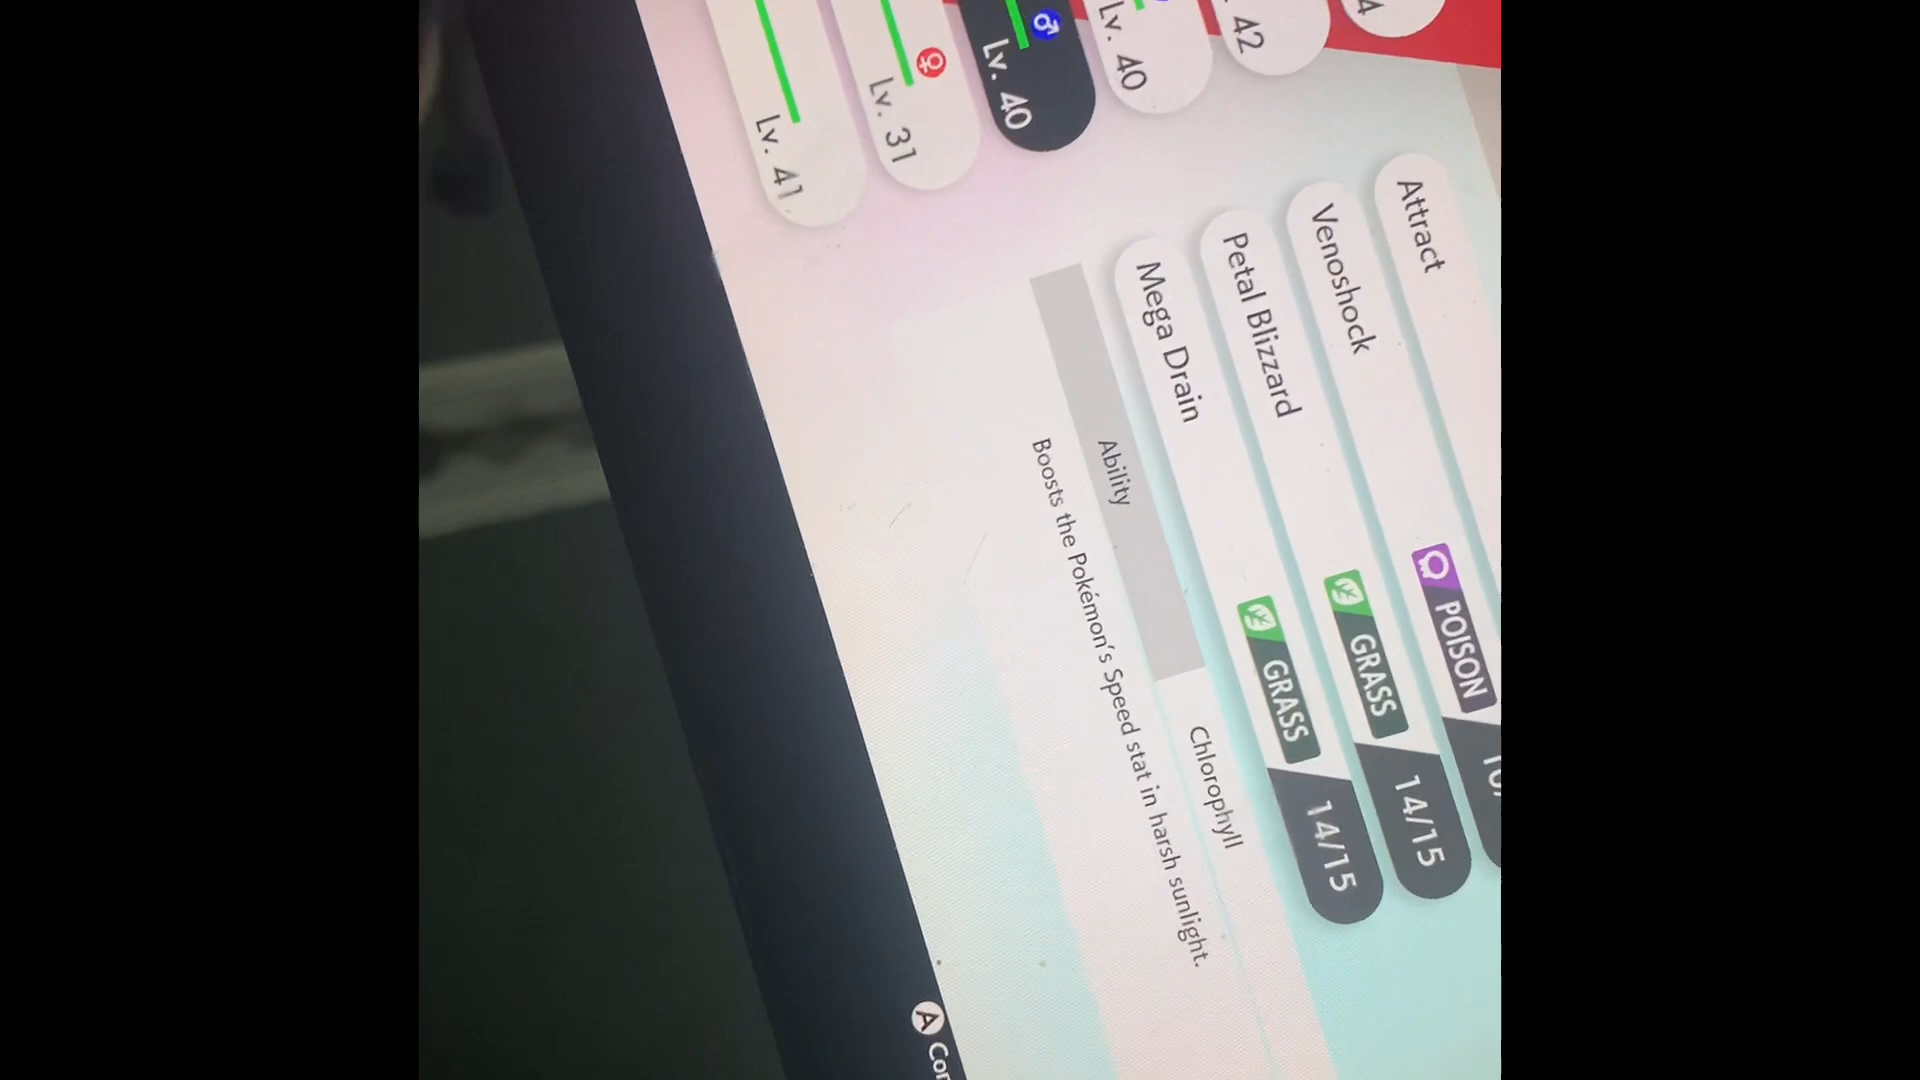 4
42
Lv. 40
Lv. 40
Lv. 31
Lv. 41
Attract
Venoshock POISON
Petal Blizzard GRASS 14/15
Mega Drain GRASS 14/15
Ability Chlorophyll
Boosts the Pokémon's Speed stat in harsh sunlight.
A